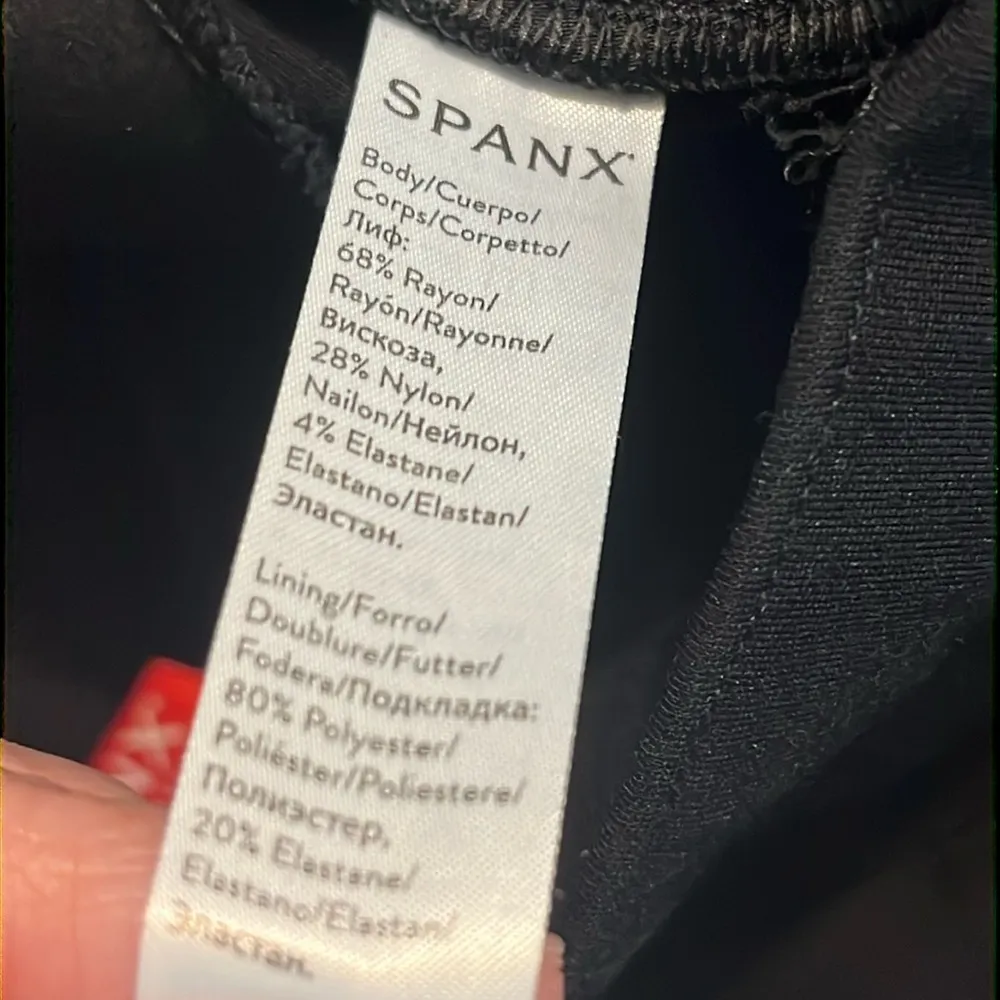 SPANX
Body/Cuerpo/
Corps/Corpetto/
Лиф:
68% Rayon/
Rayón/Rayonne/
Вискоза,
28% Nylon/
Nailon/Нейлон,
4% Elastane/
Elastano/Elastan/
Эластан.
Lining/Forro/
Doublure/Futter/
Fodera/Подкладка:
80% Polyester/
Poliéster/Poliestere/
Полиэстер,
20% Elastane/
Elastano/Elastan/
Эластан.
NX